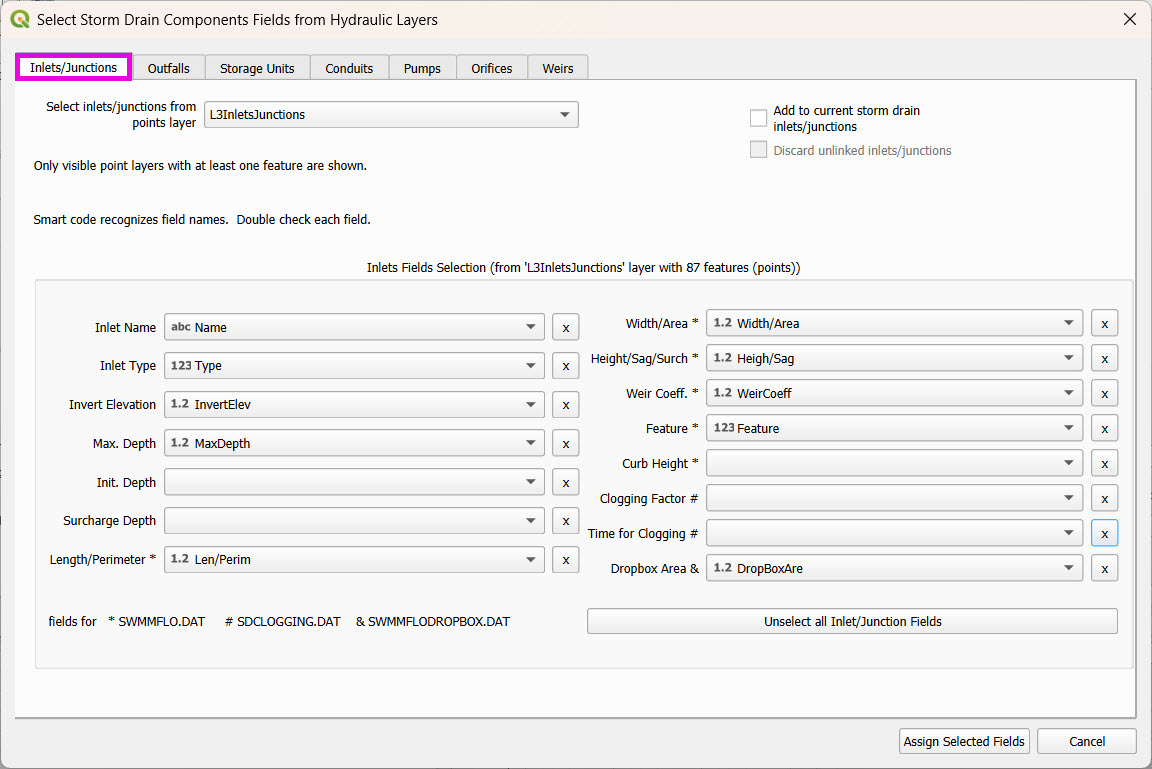 Select Storm Drain Components Fields from Hydraulic Layers
Inlets/Junctions
Outfalls
Storage Units
Conduits
Pumps
Orifices
Weirs
Select inlets/junctions from
points layer
L3InletsJunctions
Add to current storm drain
inlets/junctions
Discard unlinked inlets/junctions
Only visible point layers with at least one feature are shown.
Smart code recognizes field names. Double check each field.
Inlets Fields Selection (from 'L3InletsJunctions' layer with 87 features (points))
Inlet Name
abc Name
x
Inlet Type
123 Type
x
Invert Elevation
1.2 InvertElev
x
Max. Depth
1.2 MaxDepth
x
Init. Depth
x
Surcharge Depth
x
Length/Perimeter *
1.2 Len/Perim
x
Width/Area *
1.2 Width/Area
x
Height/Sag/Surch *
1.2 Heigh/Sag
x
Weir Coeff. *
1.2 WeirCoeff
x
Feature *
123 Feature
x
Curb Height *
x
Clogging Factor #
x
Time for Clogging #
x
Dropbox Area &
1.2 DropBoxAre
x
fields for * SWMMFLO.DAT # SDCLOGGING.DAT & SWMMFLODROPBOX.DAT
Unselect all Inlet/Junction Fields
Assign Selected Fields
Cancel